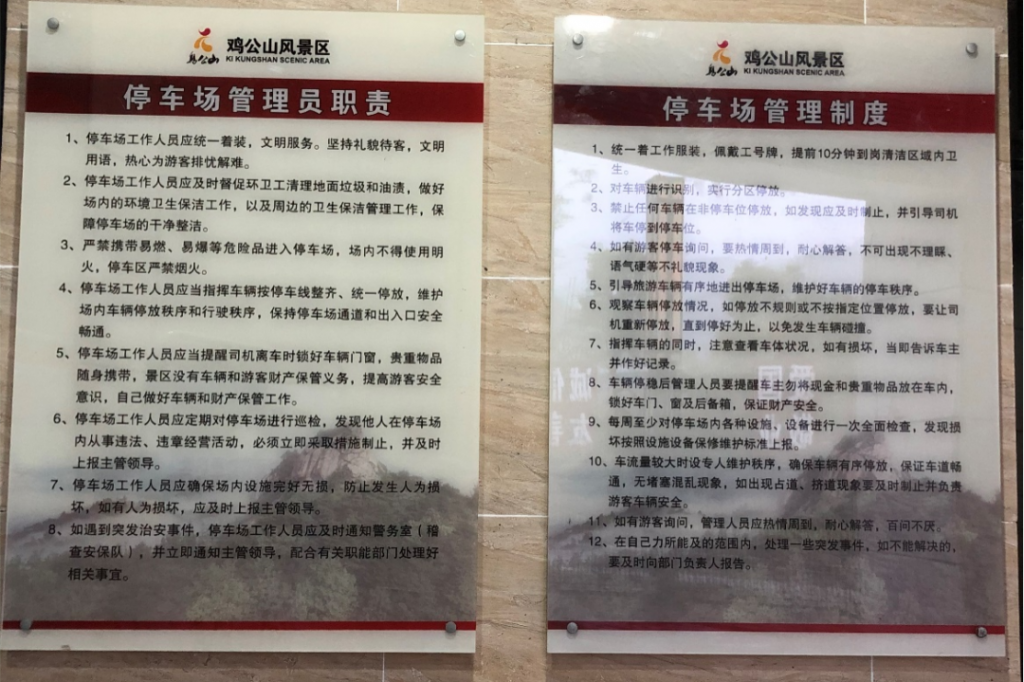 鸡公山
鸡公山风景区
KI KUNGSHAN SCENIC AREA
停车场管理员职责
1、停车场工作人员应统一着装，文明服务。坚持礼貌待客，文明
用语，热心为游客排忧解难。
2、停车场工作人员应及时督促环卫工清理地面垃圾和油渍，做好
场内的环境卫生保洁工作，以及周边的卫生保洁管理工作，保
障停车场的干净整洁。
3、严禁携带易燃、易爆等危险品进入停车场，场内不得使用明
火，停车区严禁烟火。
4、停车场工作人员应当指挥车辆按停车线整齐、统一停放，维护
场内车辆停放秩序和行驶秩序，保持停车场通道和出入口安全
畅通。
5、停车场工作人员应当提醒司机离车时锁好车辆门窗，贵重物品
随身携带，景区没有车辆和游客财产保管义务，提高游客安全
意识，自己做好车辆和财产保管工作。
6、停车场工作人员应定期对停车场进行巡检，发现他人在停车场
内从事违法、违章经营活动，必须立即采取措施制止，并及时
上报主管领导。
7、停车场工作人员应确保场内设施完好无损，防止发生人为损
坏，如有人为损坏，应及时上报主管领导。
8、如遇到突发治安事件，停车场工作人员应及时通知警务室（稽
查安保队），并立即通知主管领导，配合有关职能部门处理好
相关事宜。
鸡公山
鸡公山风景区
KI KUNGSHAN SCENIC AREA
停车场管理制度
1、统一着工作服装，佩戴工号牌，提前10分钟到岗清洁区域内卫
生。
2、对车辆进行识别，实行分区停放。
3、禁止任何车辆在非停车位停放，如发现应及时制止，并引导司机
将车停到停车位。
4、如有游客停车询问，要热情周到，耐心解答，不可出现不理睬、
语气硬等不礼貌现象。
5、引导旅游车辆有序地进出停车场，维护好车辆的停车秩序。
6、观察车辆停放情况，如停放不规则或不按指定位置停放，要让司
机重新停放，直到停好为止，以免发生车辆碰撞。
7、指挥车辆的同时，注意查看车体状况，如有损坏，当即告诉车主
并作好记录。
8、车辆停稳后管理人员要提醒车主勿将现金和贵重物品放在车内，
锁好车门、窗及后备箱，保证财产安全。
9、每周至少对停车场内各种设施、设备进行一次全面检查，发现损
坏按照设施设备保修维护标准上报。
10、车流量较大时设专人维护秩序，确保车辆有序停放，保证车道畅
通，无堵塞混乱现象，如出现占道、挤道现象要及时制止并负责
游客车辆安全。
11、如有游客询问，管理人员应热情周到，耐心解答，百问不厌。
12、在自己力所能及的范围内，处理一些突发事件，如不能解决的，
要及时向部门负责人报告。